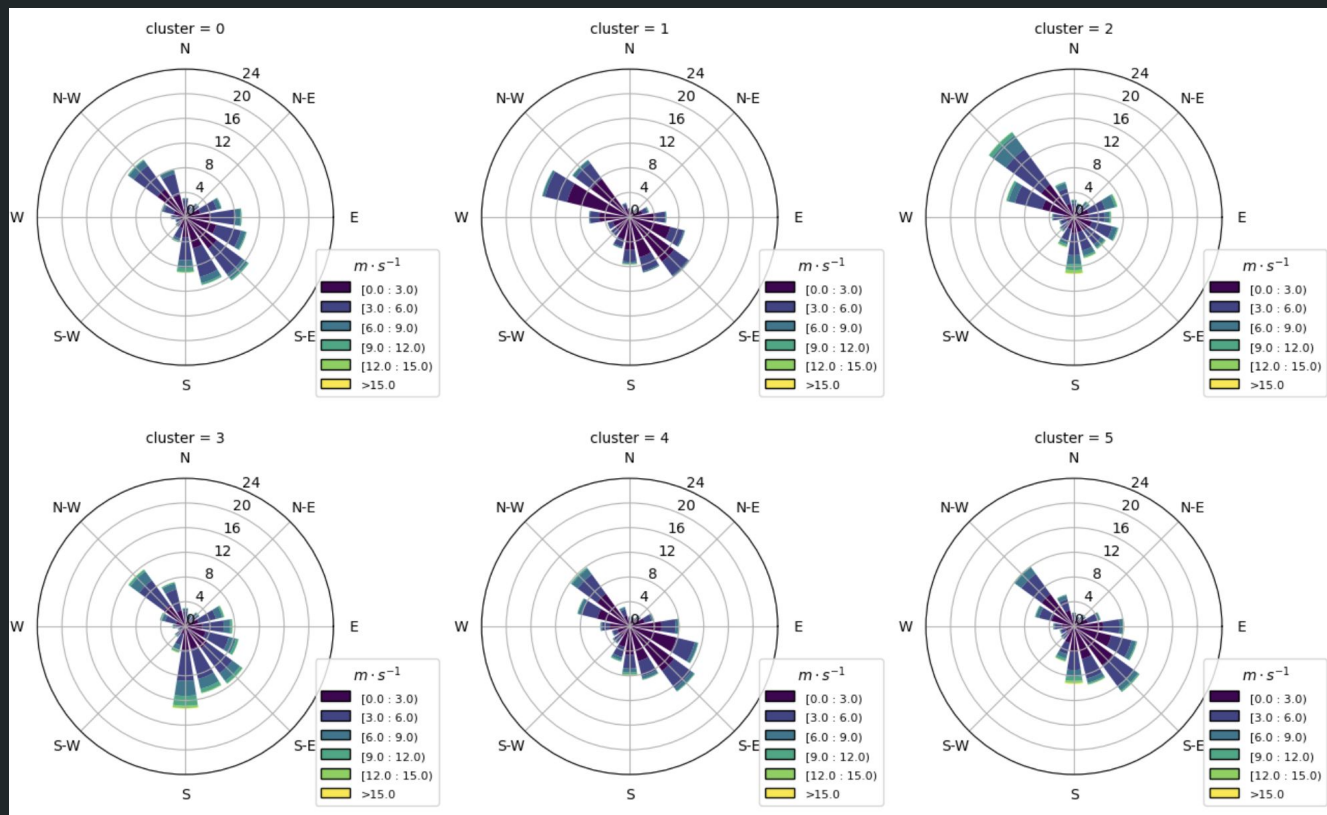 cluster = 0
N
N-W
N-E
W
E
S-W
S-E
S
0
4
8
12
16
20
24
m · s⁻¹
[0.0 : 3.0)
[3.0 : 6.0)
[6.0 : 9.0)
[9.0 : 12.0)
[12.0 : 15.0)
>15.0
cluster = 1
N
N-W
N-E
W
E
S-W
S-E
S
0
4
8
12
16
20
24
m · s⁻¹
[0.0 : 3.0)
[3.0 : 6.0)
[6.0 : 9.0)
[9.0 : 12.0)
[12.0 : 15.0)
>15.0
cluster = 2
N
N-W
N-E
W
E
S-W
S-E
S
0
4
8
12
16
20
24
m · s⁻¹
[0.0 : 3.0)
[3.0 : 6.0)
[6.0 : 9.0)
[9.0 : 12.0)
[12.0 : 15.0)
>15.0
cluster = 3
N
N-W
N-E
W
E
S-W
S-E
S
0
4
8
12
16
20
24
m · s⁻¹
[0.0 : 3.0)
[3.0 : 6.0)
[6.0 : 9.0)
[9.0 : 12.0)
[12.0 : 15.0)
>15.0
cluster = 4
N
N-W
N-E
W
E
S-W
S-E
S
0
4
8
12
16
20
24
m · s⁻¹
[0.0 : 3.0)
[3.0 : 6.0)
[6.0 : 9.0)
[9.0 : 12.0)
[12.0 : 15.0)
>15.0
cluster = 5
N
N-W
N-E
W
E
S-W
S-E
S
0
4
8
12
16
20
24
m · s⁻¹
[0.0 : 3.0)
[3.0 : 6.0)
[6.0 : 9.0)
[9.0 : 12.0)
[12.0 : 15.0)
>15.0